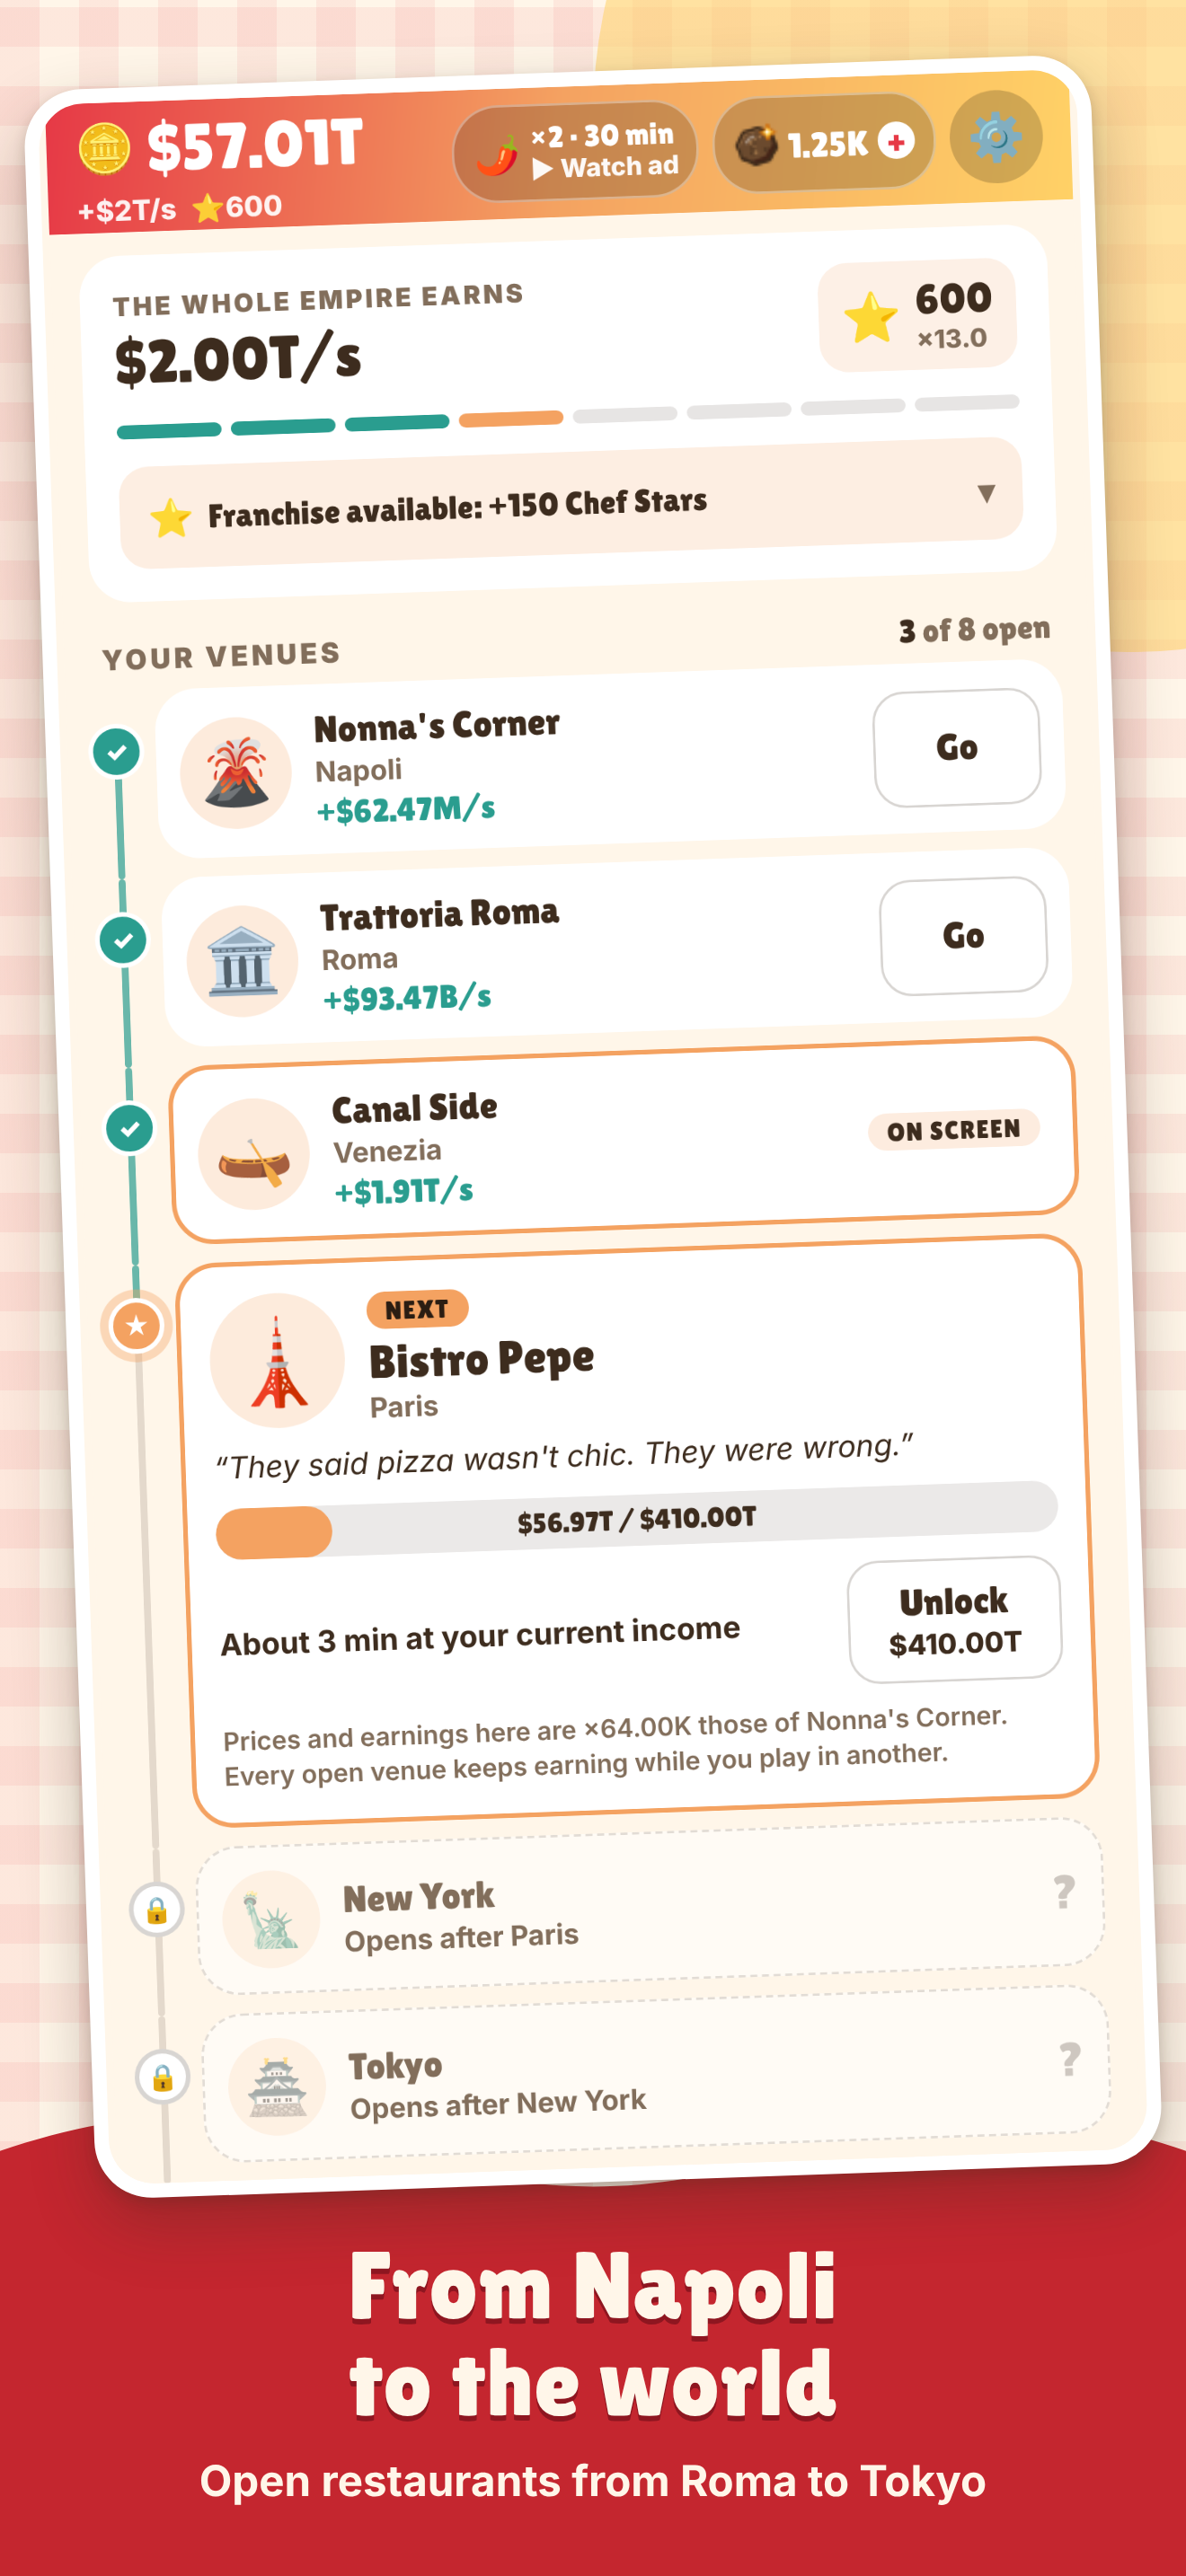 $57.01T
+$2T/s ⭐600
×2 · 30 min
▶ Watch ad
1.25K +
THE WHOLE EMPIRE EARNS
$2.00T/s
600
×13.0
Franchise available: +150 Chef Stars
YOUR VENUES
3 of 8 open
Nonna's Corner
Napoli
+$62.47M/s
Go
Trattoria Roma
Roma
+$93.47B/s
Go
Canal Side
Venezia
+$1.91T/s
ON SCREEN
NEXT
Bistro Pepe
Paris
“They said pizza wasn't chic. They were wrong.”
$56.97T / $410.00T
About 3 min at your current income
Unlock
$410.00T
Prices and earnings here are ×64.00K those of Nonna's Corner.
Every open venue keeps earning while you play in another.
New York
Opens after Paris
?
Tokyo
Opens after New York
?
From Napoli
to the world
Open restaurants from Roma to Tokyo